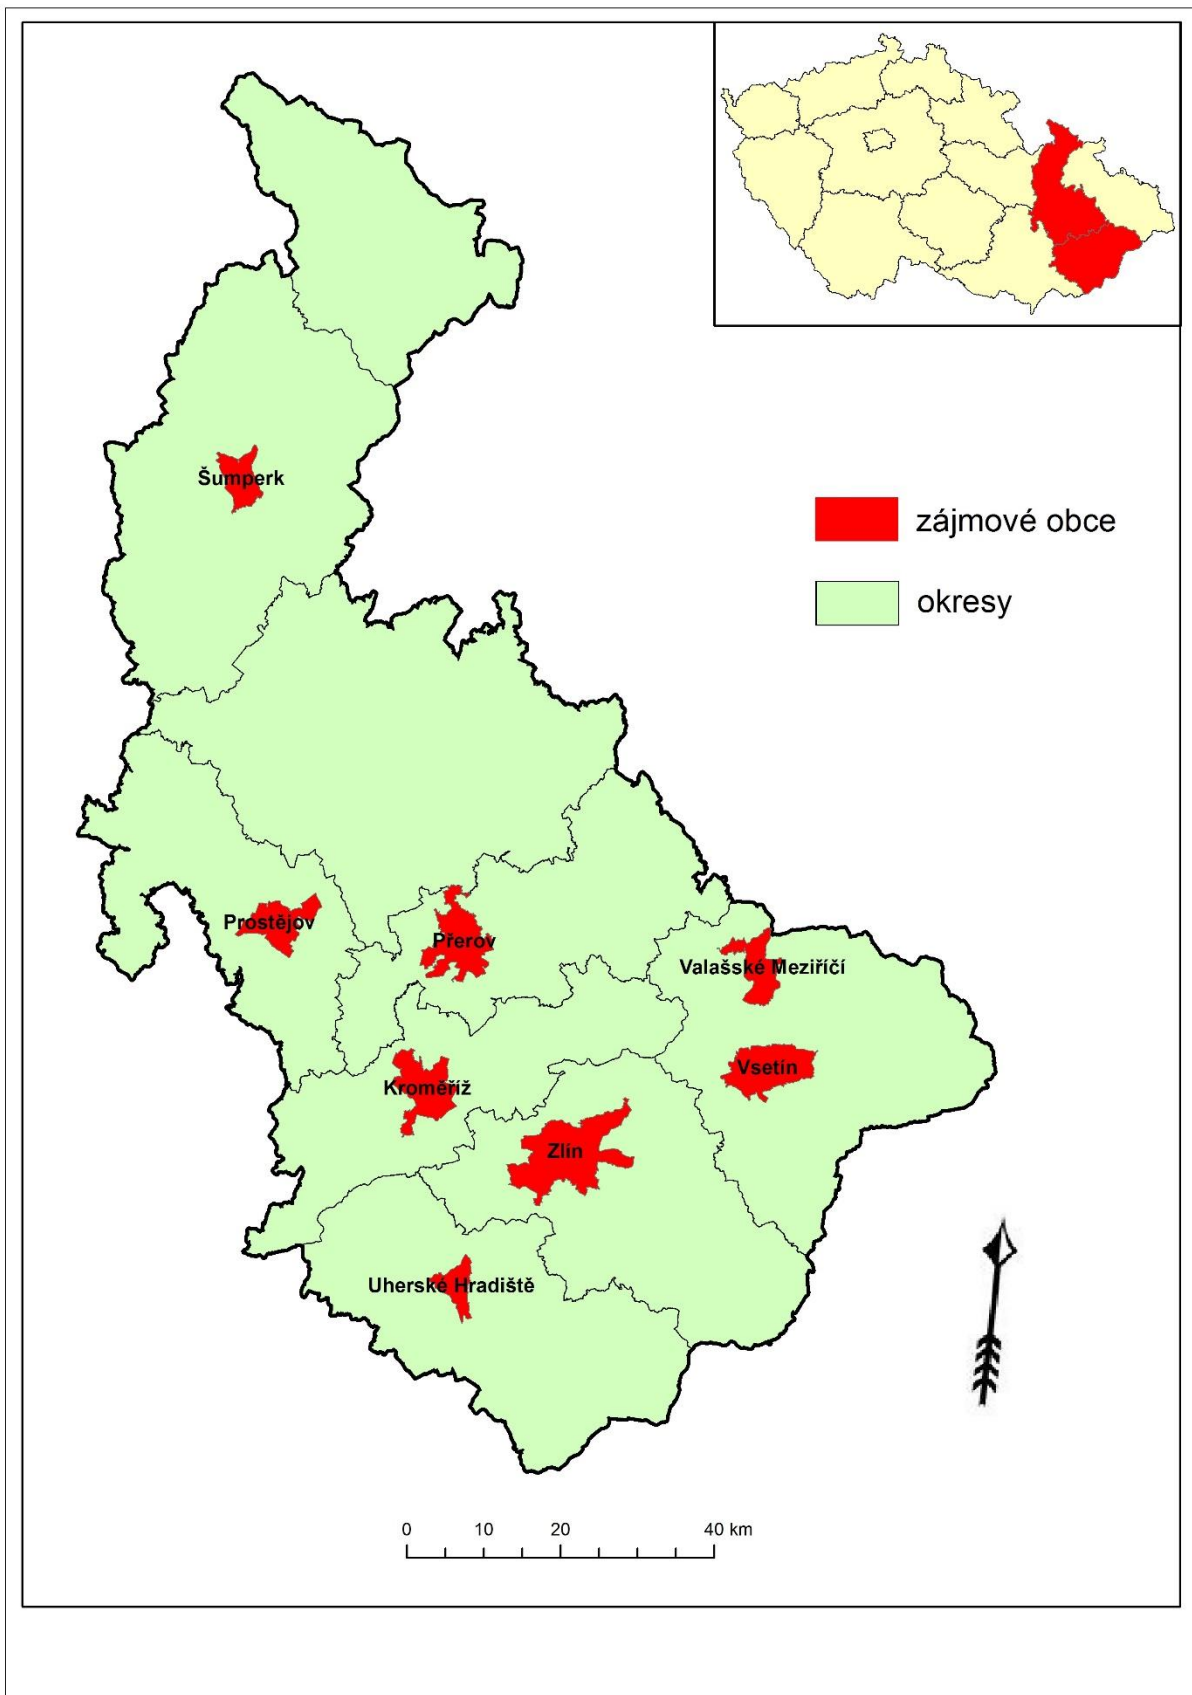 Šumperk
zájmové obce
okresy
Prostějov
Přerov
Valašské Meziříčí
Vsetín
Kroměříž
Zlín
Uherské Hradiště
0 10 20 40 km